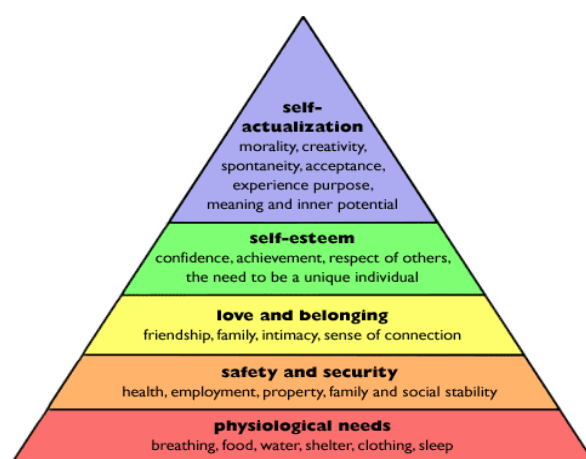 self-
actualization
morality, creativity,
spontaneity, acceptance,
experience purpose,
meaning and inner potential
self-esteem
confidence, achievement, respect of others,
the need to be a unique individual
love and belonging
friendship, family, intimacy, sense of connection
safety and security
health, employment, property, family and social stability
physiological needs
breathing, food, water, shelter, clothing, sleep